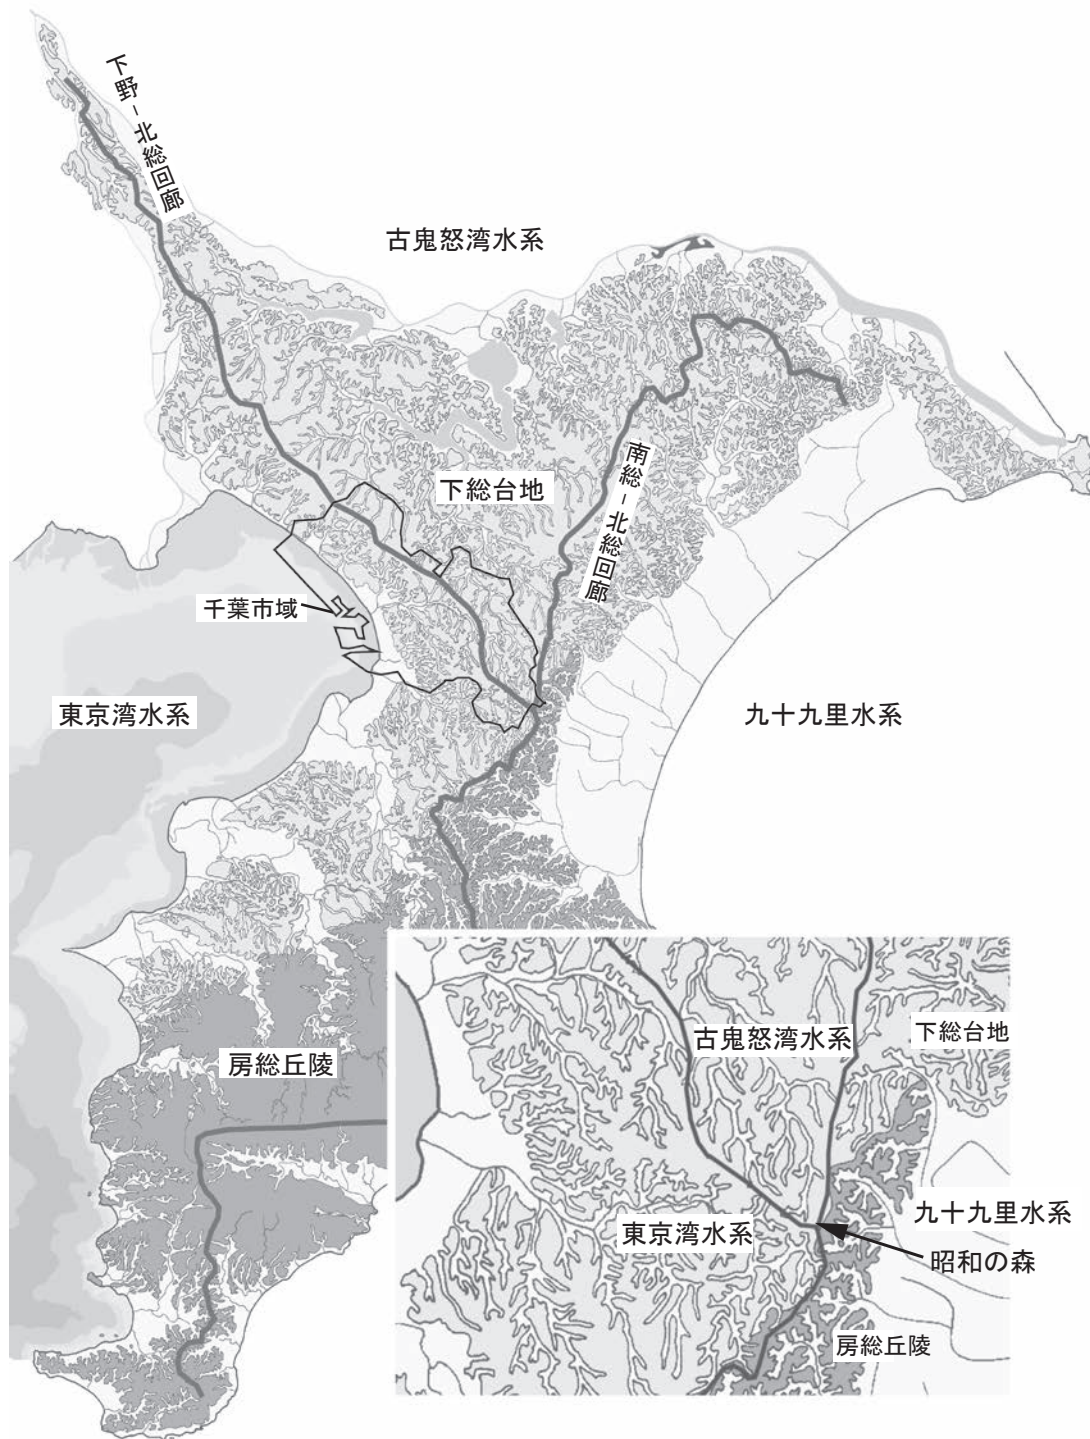 下野-北総回廊
古鬼怒湾水系
下総台地
南総-北総回廊
千葉市域
東京湾水系
九十九里水系
房総丘陵
古鬼怒湾水系
下総台地
東京湾水系
九十九里水系
昭和の森
房総丘陵